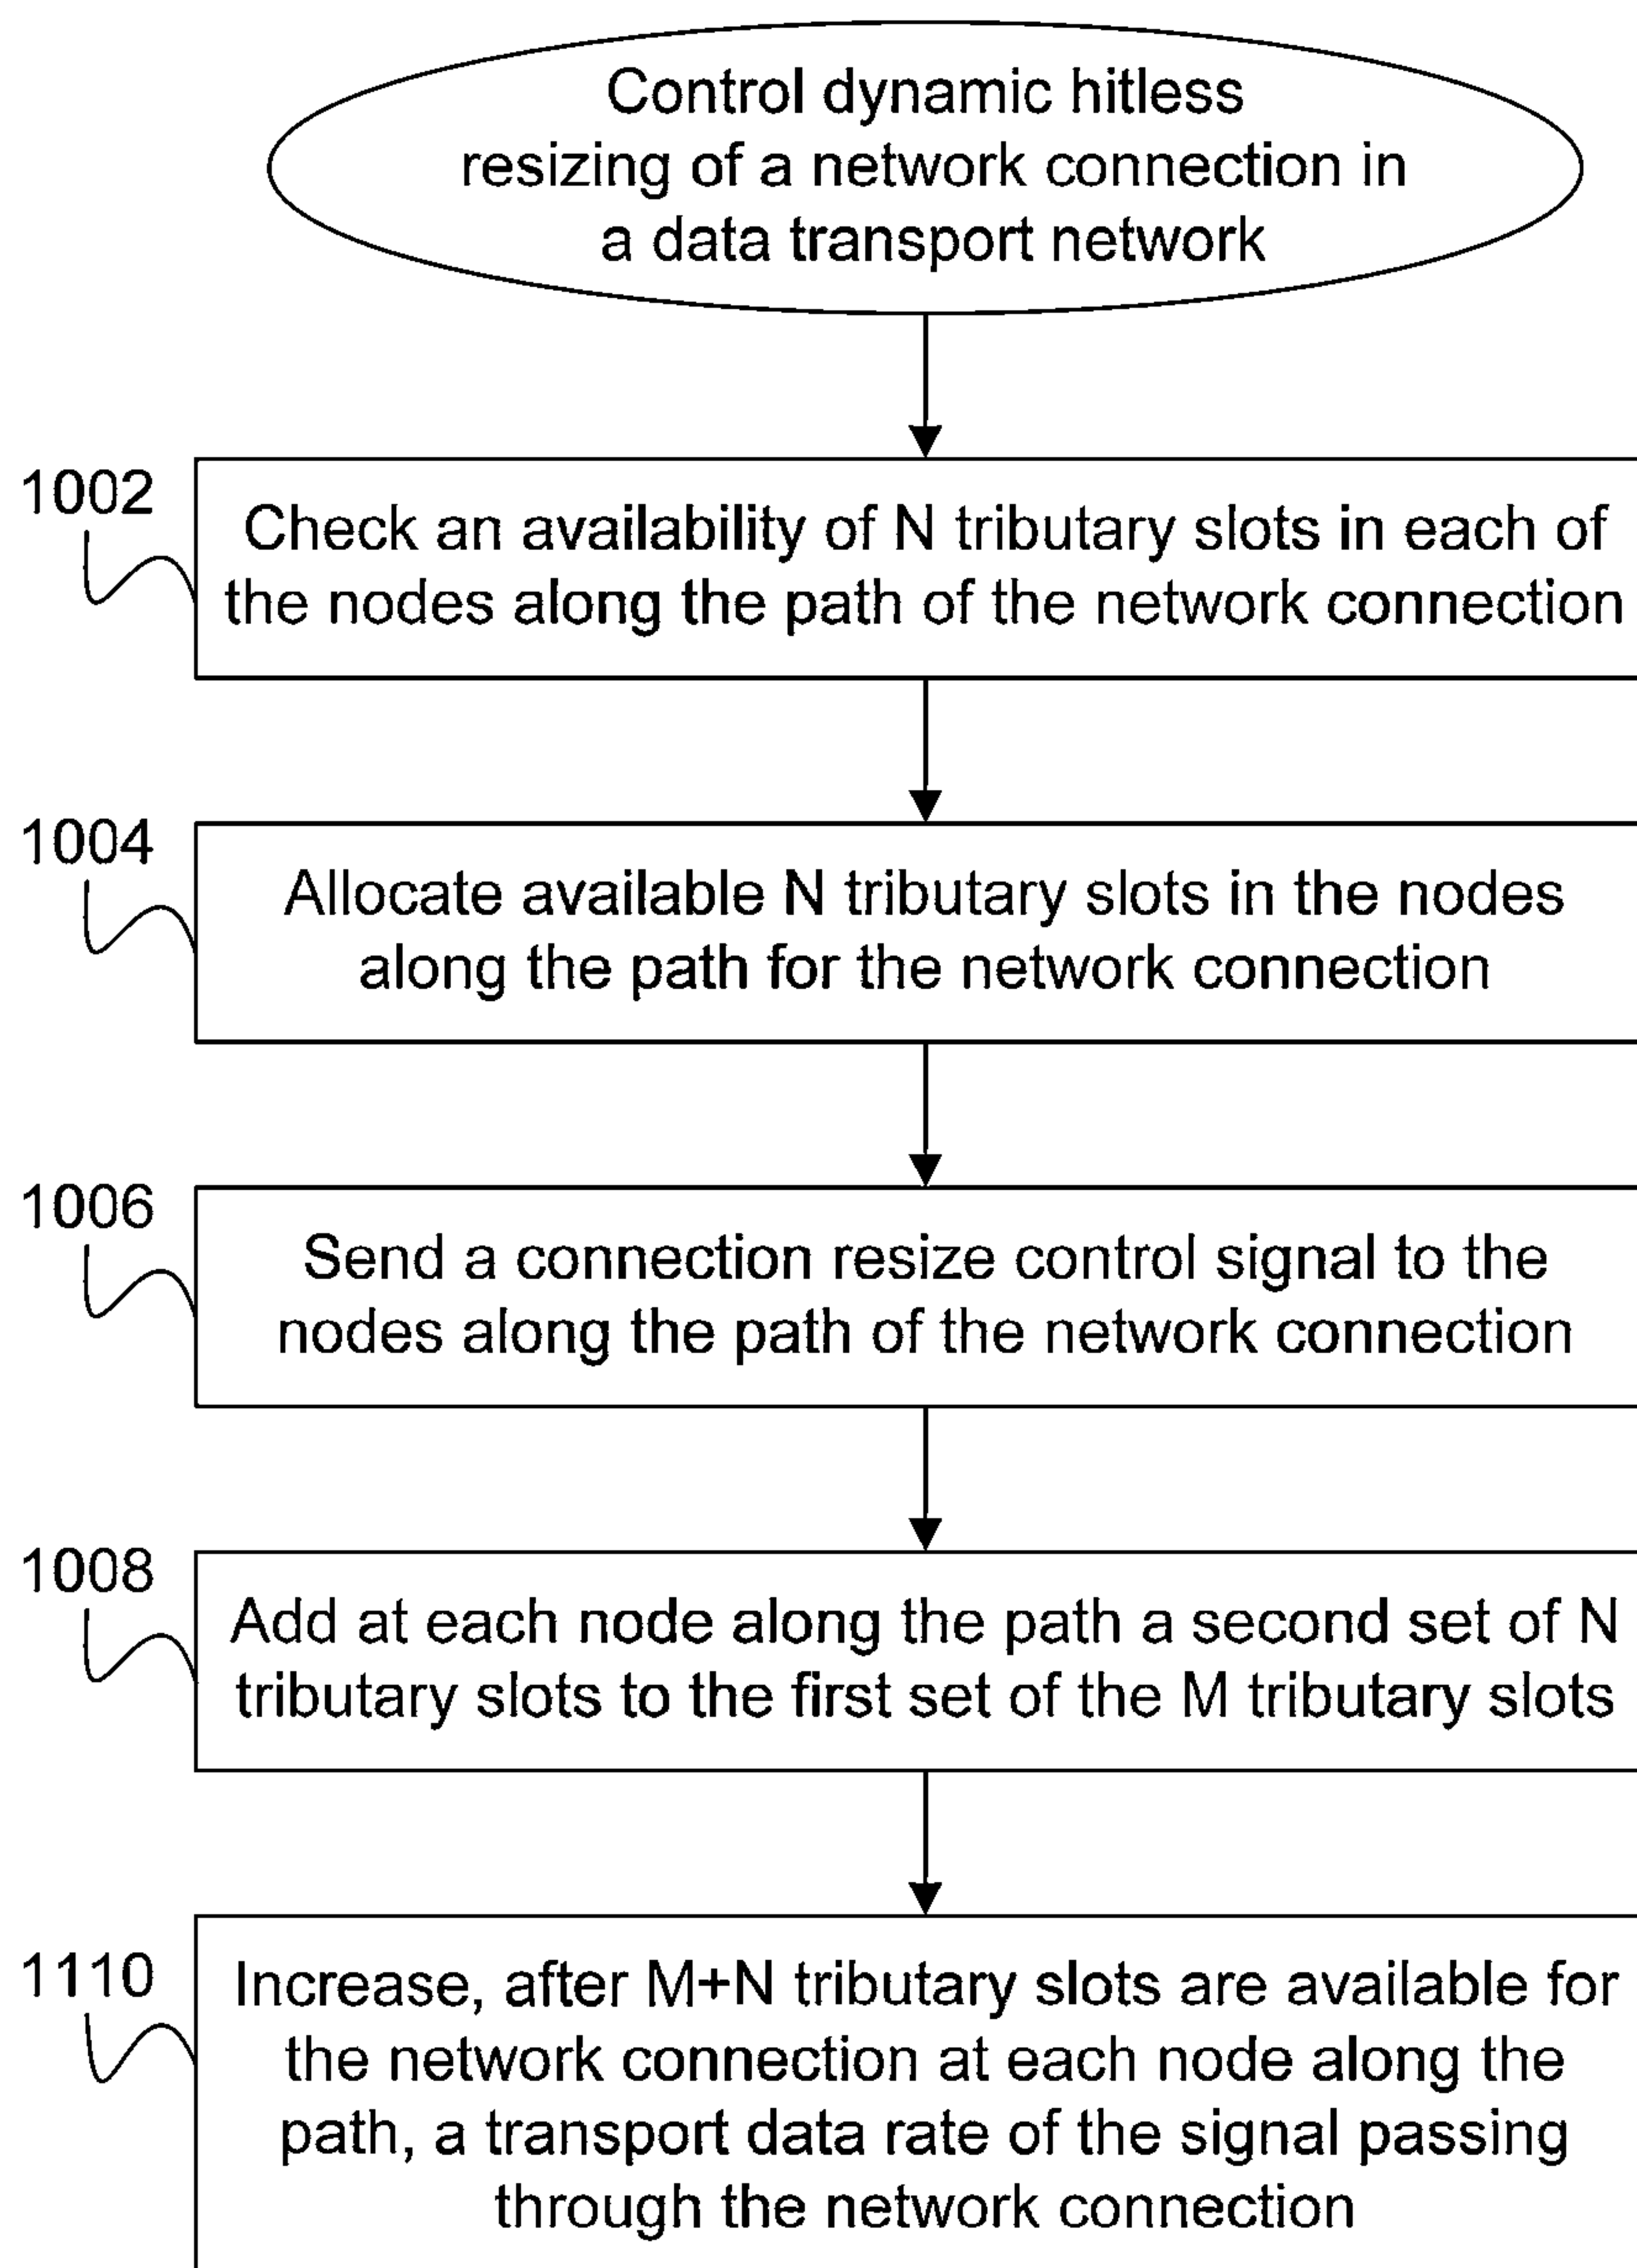 Control dynamic hitless
resizing of a network connection in
a data transport network
1002
Check an availability of N tributary slots in each of
the nodes along the path of the network connection
1004
Allocate available N tributary slots in the nodes
along the path for the network connection
1006
Send a connection resize control signal to the
nodes along the path of the network connection
1008
Add at each node along the path a second set of N
tributary slots to the first set of the M tributary slots
1110
Increase, after M+N tributary slots are available for
the network connection at each node along the
path, a transport data rate of the signal passing
through the network connection